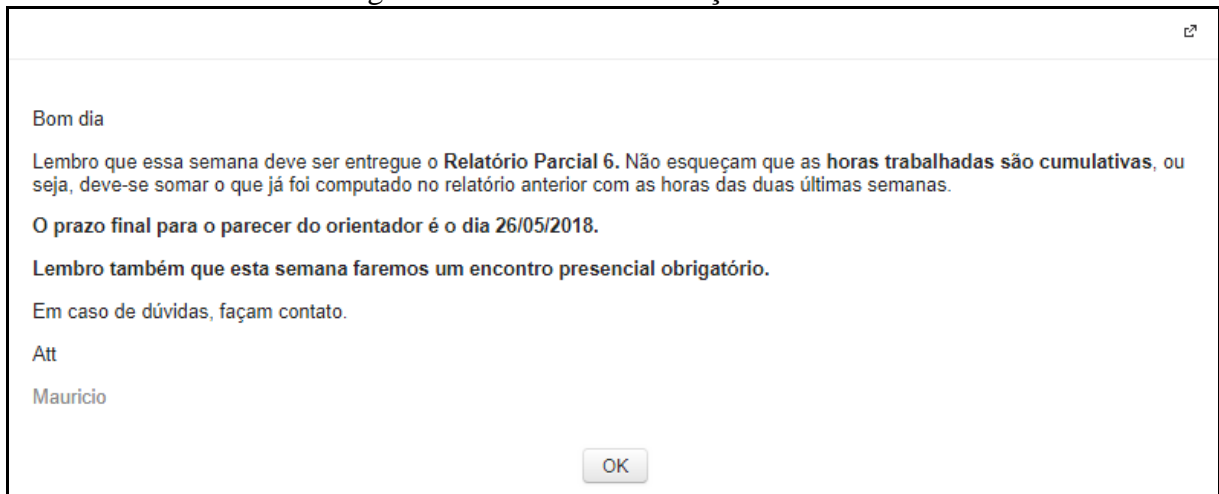 Bom dia
Lembro que essa semana deve ser entregue o Relatório Parcial 6. Não esqueçam que as horas trabalhadas são cumulativas, ou
seja, deve-se somar o que já foi computado no relatório anterior com as horas das duas últimas semanas.
O prazo final para o parecer do orientador é o dia 26/05/2018.
Lembro também que esta semana faremos um encontro presencial obrigatório.
Em caso de dúvidas, façam contato.
Att
Mauricio
OK